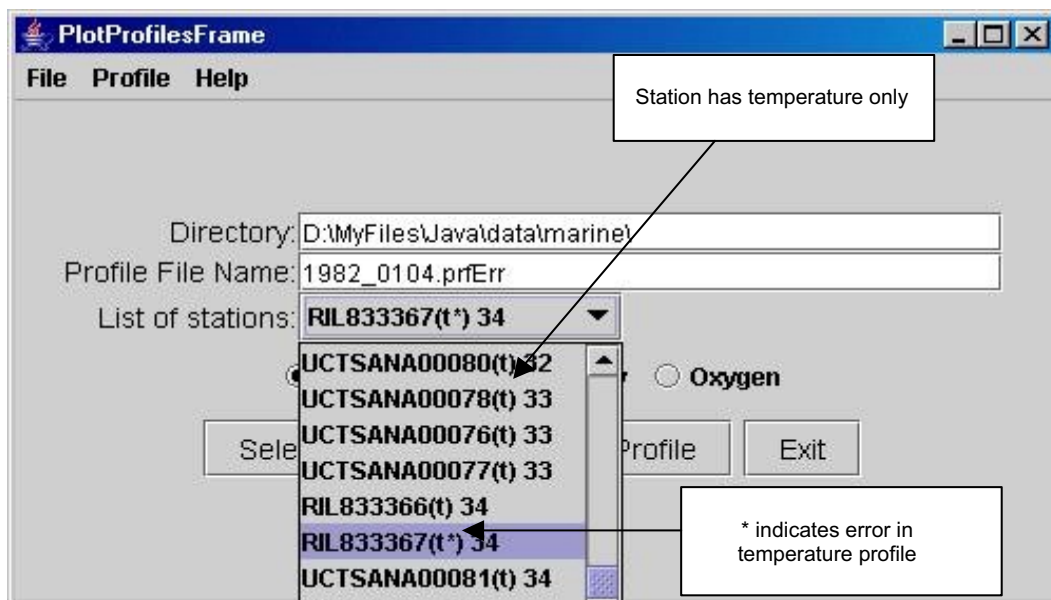 PlotProfilesFrame
File Profile Help
Station has temperature only
Directory: D:\MyFiles\Java\data\marine\
Profile File Name: 1982_0104.prfErr
List of stations: RIL833367(t*) 34
UCTSANA00080(t) 32
Oxygen
UCTSANA00078(t) 33
UCTSANA00076(t) 33
Profile Exit
UCTSANA00077(t) 33
RIL833366(t) 34
RIL833367(t*) 34
UCTSANA00081(t) 34
* indicates error in
temperature profile